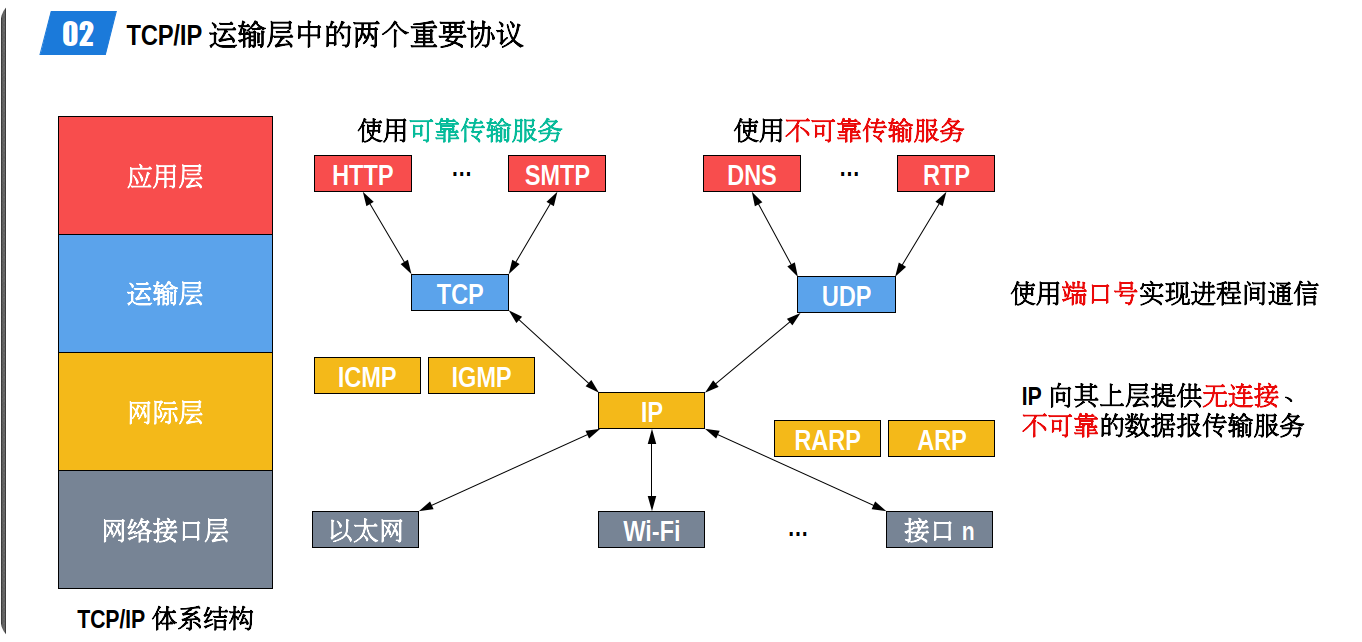 02 TCP/IP 运输层中的两个重要协议
使用可靠传输服务
使用不可靠传输服务
应用层
HTTP
...
SMTP
DNS
...
RTP
运输层
TCP
UDP
使用端口号实现进程间通信
网际层
ICMP
IGMP
IP
RARP
ARP
IP 向其上层提供无连接、
不可靠的数据报传输服务
网络接口层
以太网
Wi-Fi
...
接口 n
TCP/IP 体系结构